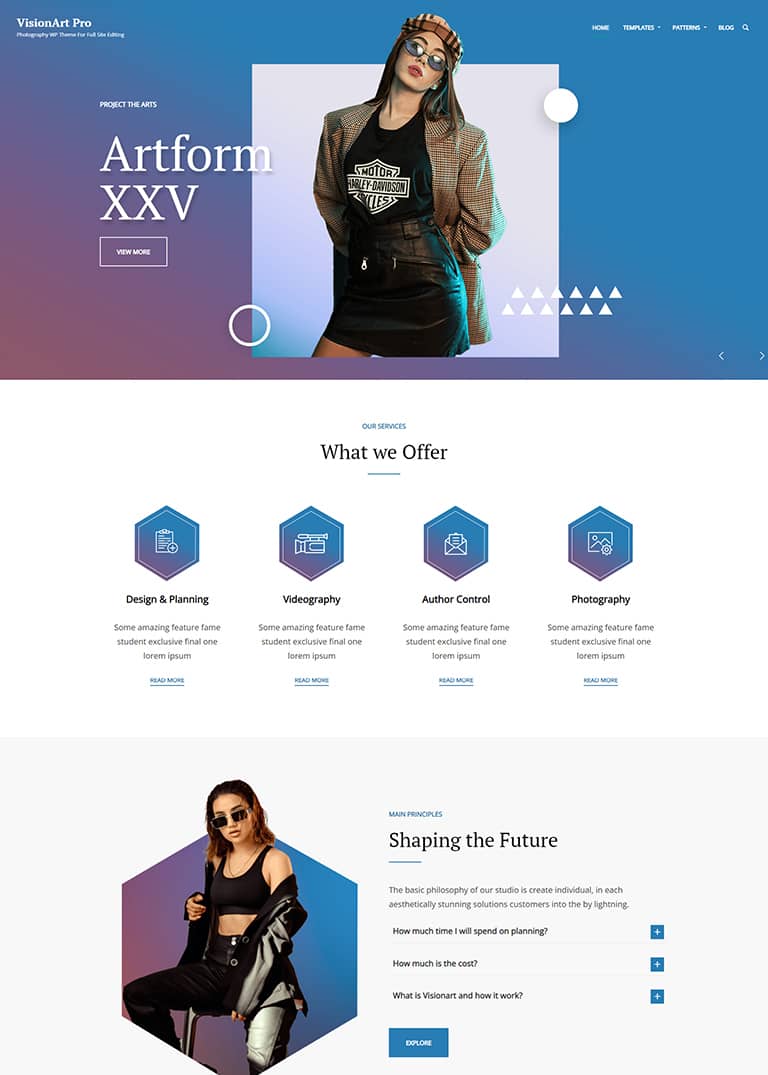 VisionArt Pro
Photography WP Theme For Full Site Editing
HOME TEMPLATES PATTERNS BLOG
PROJECT THE ARTS
Artform
XXV
VIEW MORE
MOTOR
HARLEY-DAVIDSON
CYCLES
OUR SERVICES
What we Offer
Design & Planning
Some amazing feature fame
student exclusive final one
lorem ipsum
READ MORE
Videography
Some amazing feature fame
student exclusive final one
lorem ipsum
READ MORE
Author Control
Some amazing feature fame
student exclusive final one
lorem ipsum
READ MORE
Photography
Some amazing feature fame
student exclusive final one
lorem ipsum
READ MORE
MAIN PRINCIPLES
Shaping the Future
The basic philosophy of our studio is create individual, in each
aesthetically stunning solutions customers into the by lightning.
How much time I will spend on planning?
How much is the cost?
What is Visionart and how it work?
EXPLORE